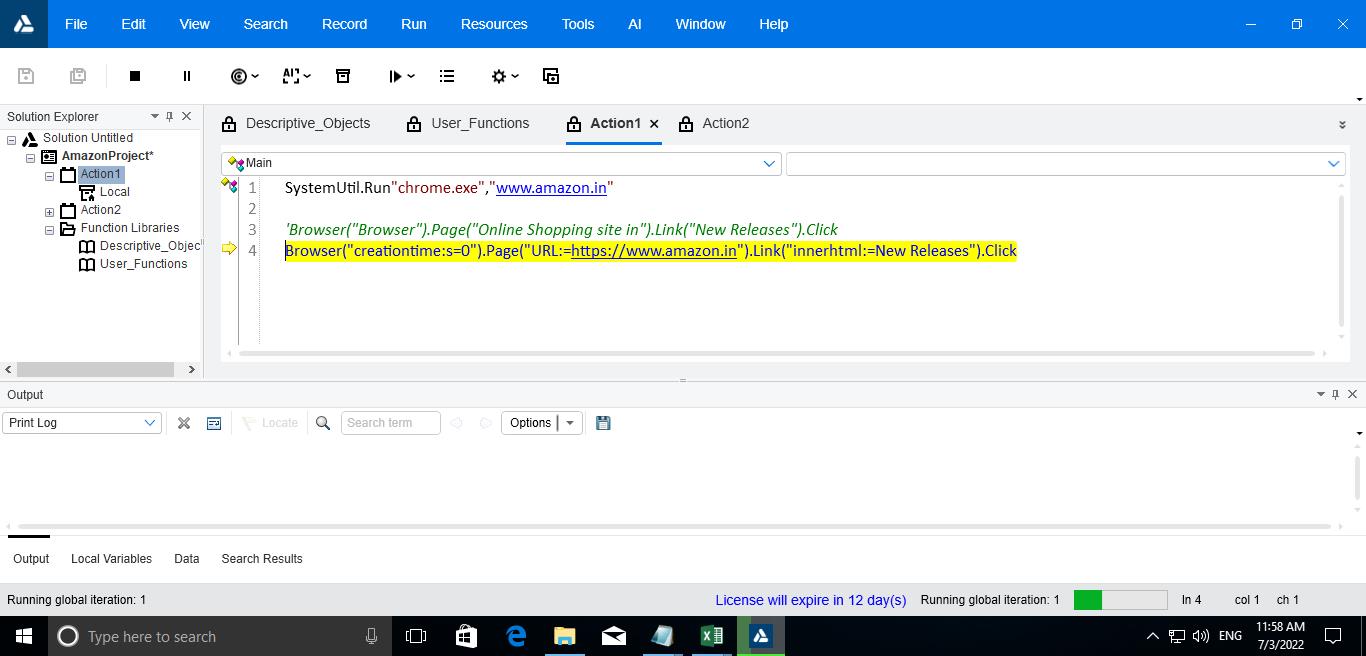 File Edit View Search Record Run Resources Tools AI Window Help
Solution Explorer
Solution Untitled
AmazonProject*
Action1
Local
Action2
Function Libraries
Descriptive_Objec
User_Functions
Descriptive_Objects User_Functions Action1 Action2
Main
1 SystemUtil.Run"chrome.exe","www.amazon.in"
2
3 'Browser("Browser").Page("Online Shopping site in").Link("New Releases").Click
4 Browser("creationtime:s=0").Page("URL:=https://www.amazon.in").Link("innerhtml:=New Releases").Click
Output
Print Log Locate Search term Options
Output Local Variables Data Search Results
Running global iteration: 1 License will expire in 12 day(s) Running global iteration: 1 ln 4 col 1 ch 1
Type here to search ENG 11:58 AM
7/3/2022